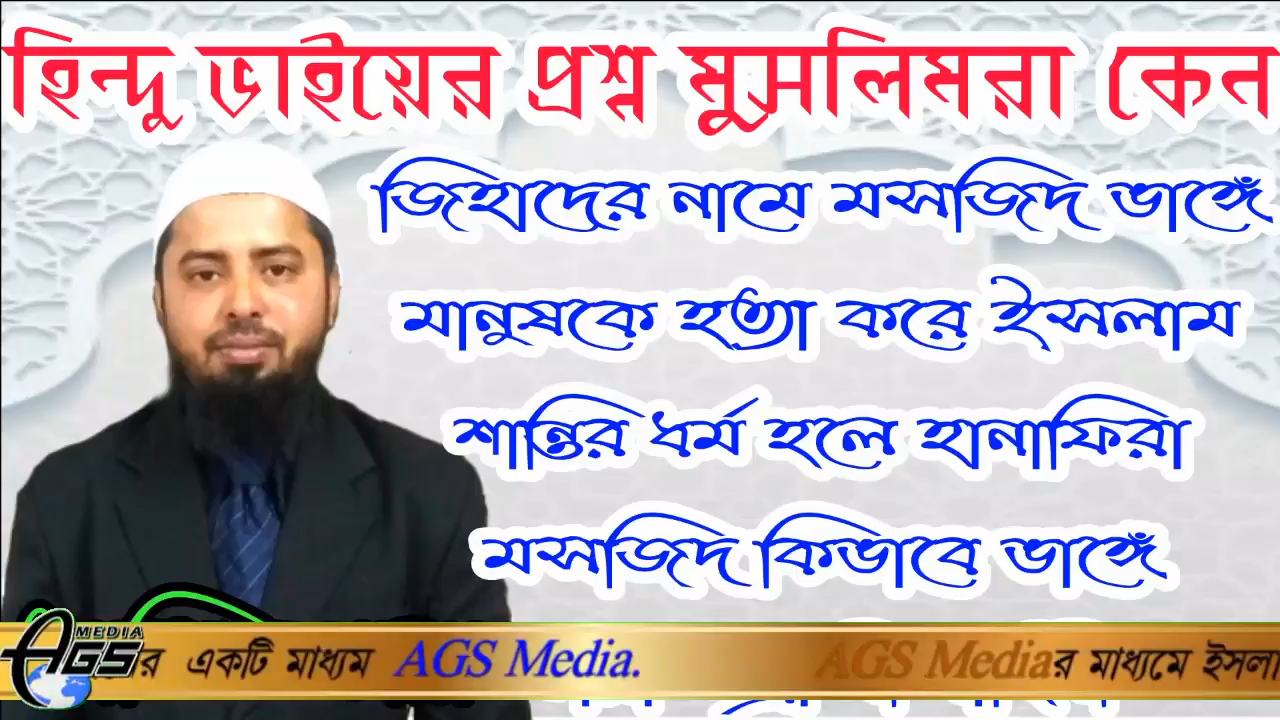 হিন্দু ভাইয়ের প্রশ্ন মুসলিমরা কেন
জিহাদের নামে মসজিদ ভাঙ্গেঁ
মানুষকে হত্যা করে ইসলাম
শান্তির ধর্ম হলে হানাফিরা
মসজিদ কিভাবে ভাঙ্গেঁ
MEDIA
AGS
র একটি মাধ্যম AGS Media. AGS Mediaর মাধ্যমে ইসলা